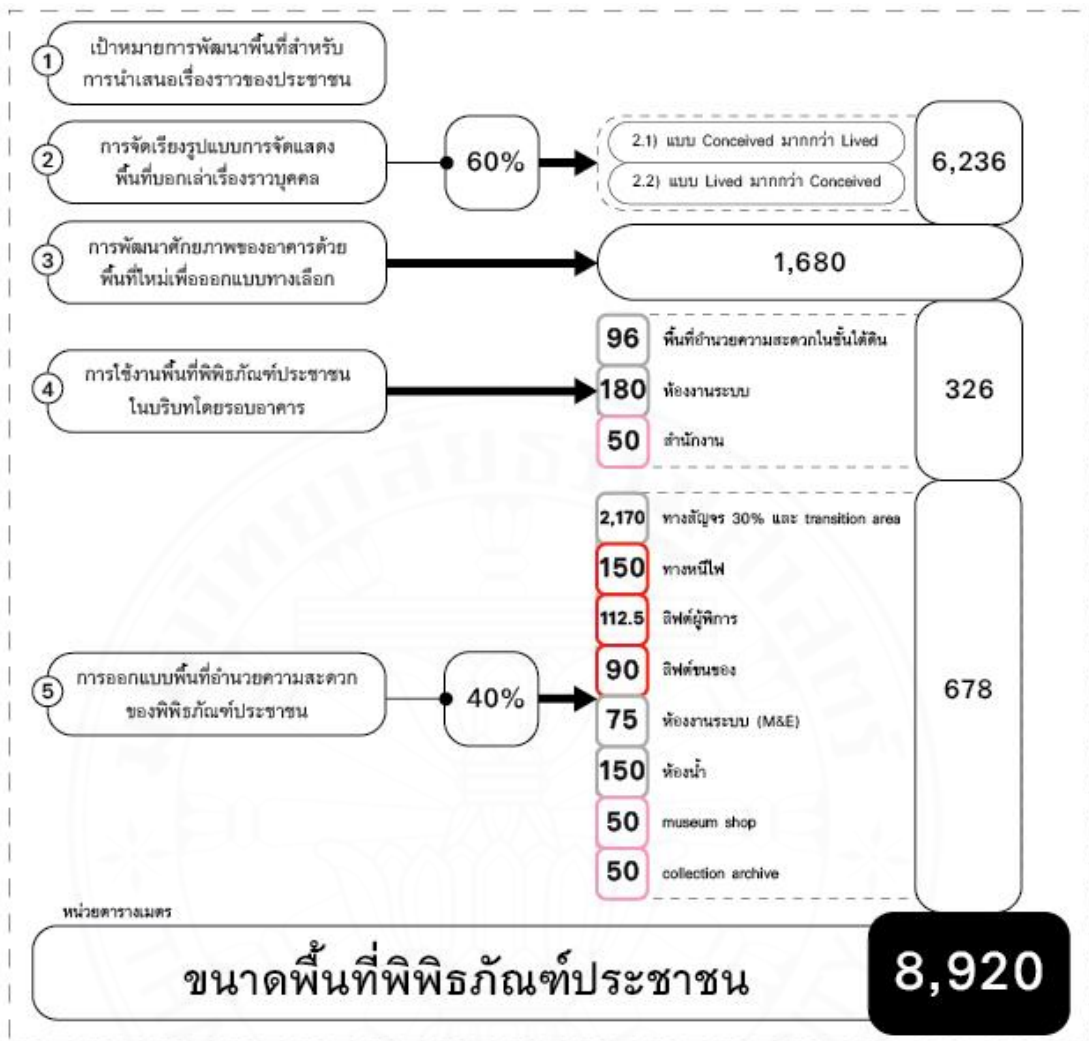 1
เป้าหมายการพัฒนาพื้นที่สำหรับ
การนำเสนอเรื่องราวของประชาชน
2
การจัดเรียงรูปแบบการจัดแสดง
พื้นที่บอกเล่าเรื่องราวบุคคล
60%
2.1) แบบ Conceived มากกว่า Lived
2.2) แบบ Lived มากกว่า Conceived
6,236
3
การพัฒนาศักยภาพของอาคารด้วย
พื้นที่ใหม่เพื่อออกแบบทางเลือก
1,680
4
การใช้งานพื้นที่พิพิธภัณฑ์ประชาชน
ในบริบทโดยรอบอาคาร
96 พื้นที่อำนวยความสะดวกในชั้นใต้ดิน
180 ห้องงานระบบ
50 สำนักงาน
326
5
การออกแบบพื้นที่อำนวยความสะดวก
ของพิพิธภัณฑ์ประชาชน
40%
2,170 ทางสัญจร 30% และ transition area
150 ทางหนีไฟ
112.5 ลิฟต์ผู้พิการ
90 ลิฟต์ขนของ
75 ห้องงานระบบ (M&E)
150 ห้องน้ำ
50 museum shop
50 collection archive
678
หน่วยตารางเมตร
ขนาดพื้นที่พิพิธภัณฑ์ประชาชน
8,920